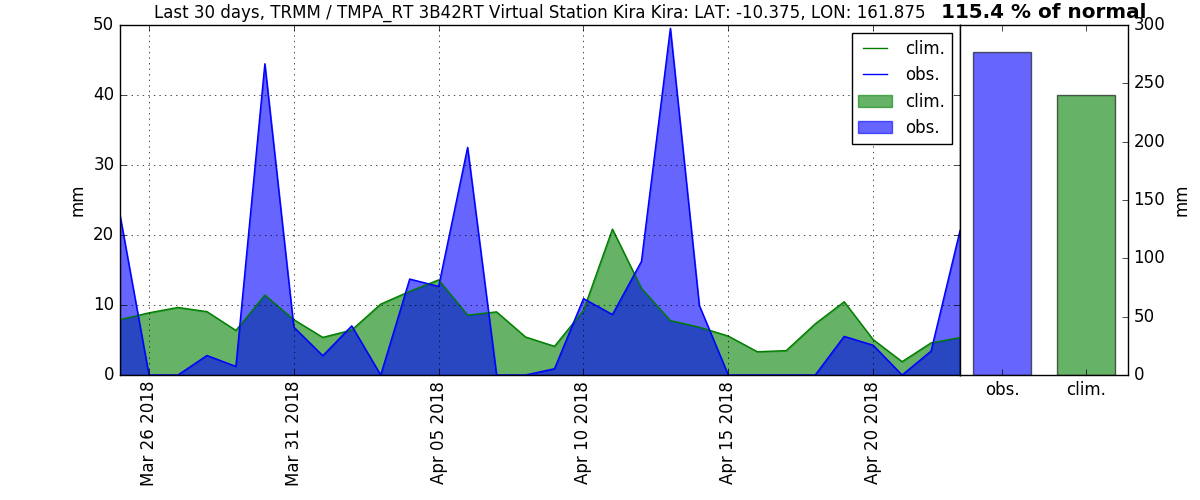 Last 30 days, TRMM / TMPA_RT 3B42RT Virtual Station Kira Kira: LAT: -10.375, LON: 161.875
115.4 % of normal
50
40
30
20
10
0
mm
Mar 26 2018
Mar 31 2018
Apr 05 2018
Apr 10 2018
Apr 15 2018
Apr 20 2018
clim.
obs.
clim.
obs.
300
250
200
150
100
50
0
mm
obs.
clim.